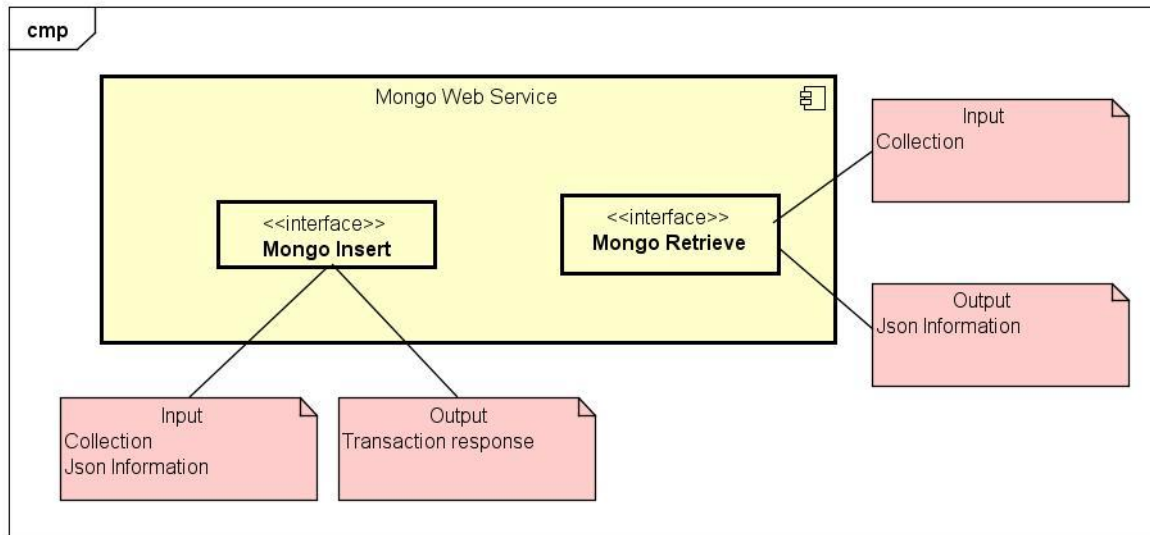 cmp
Mongo Web Service
<<interface>>
Mongo Insert
<<interface>>
Mongo Retrieve
Input
Collection
Output
Json Information
Input
Collection
Json Information
Output
Transaction response